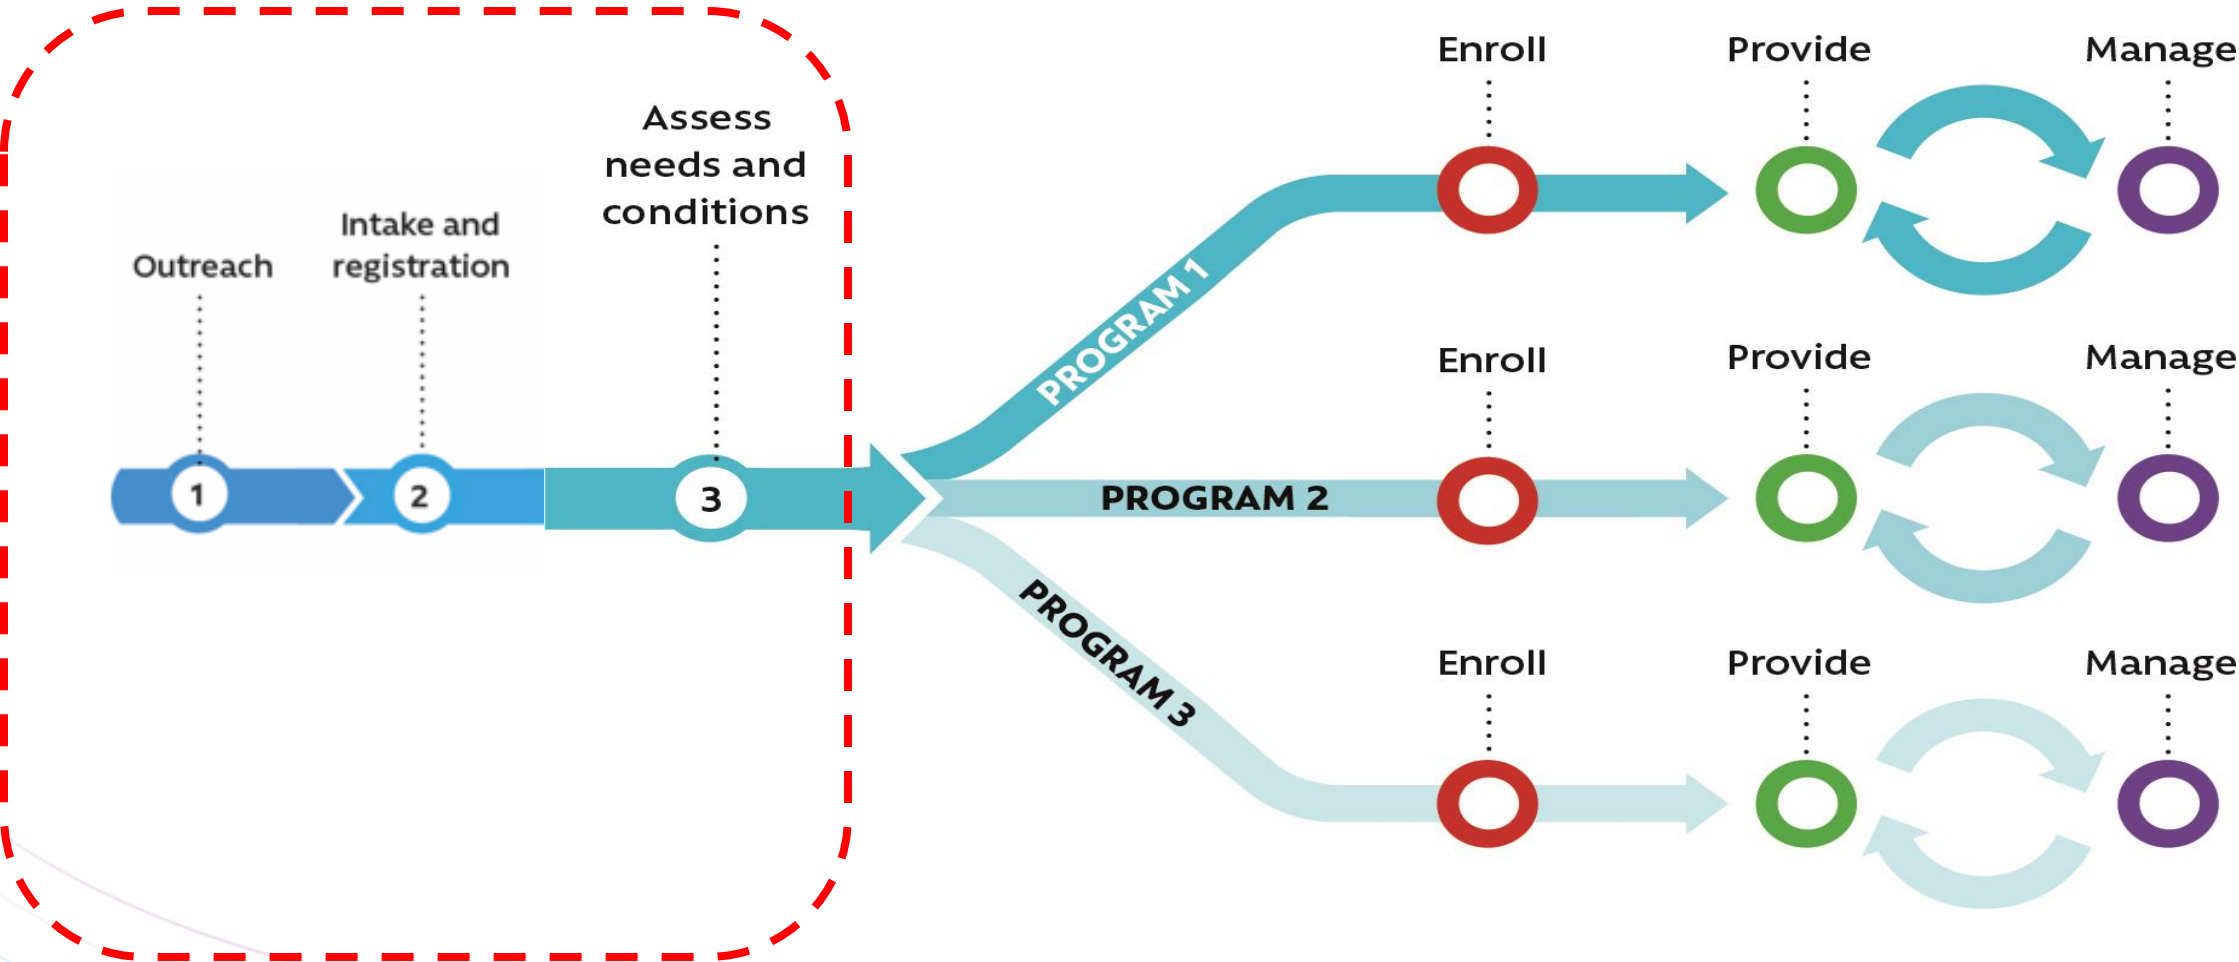 Outreach
Intake and
registration
Assess
needs and
conditions
1
2
3
PROGRAM 1
Enroll
Provide
Manage
PROGRAM 2
Enroll
Provide
Manage
PROGRAM 3
Enroll
Provide
Manage